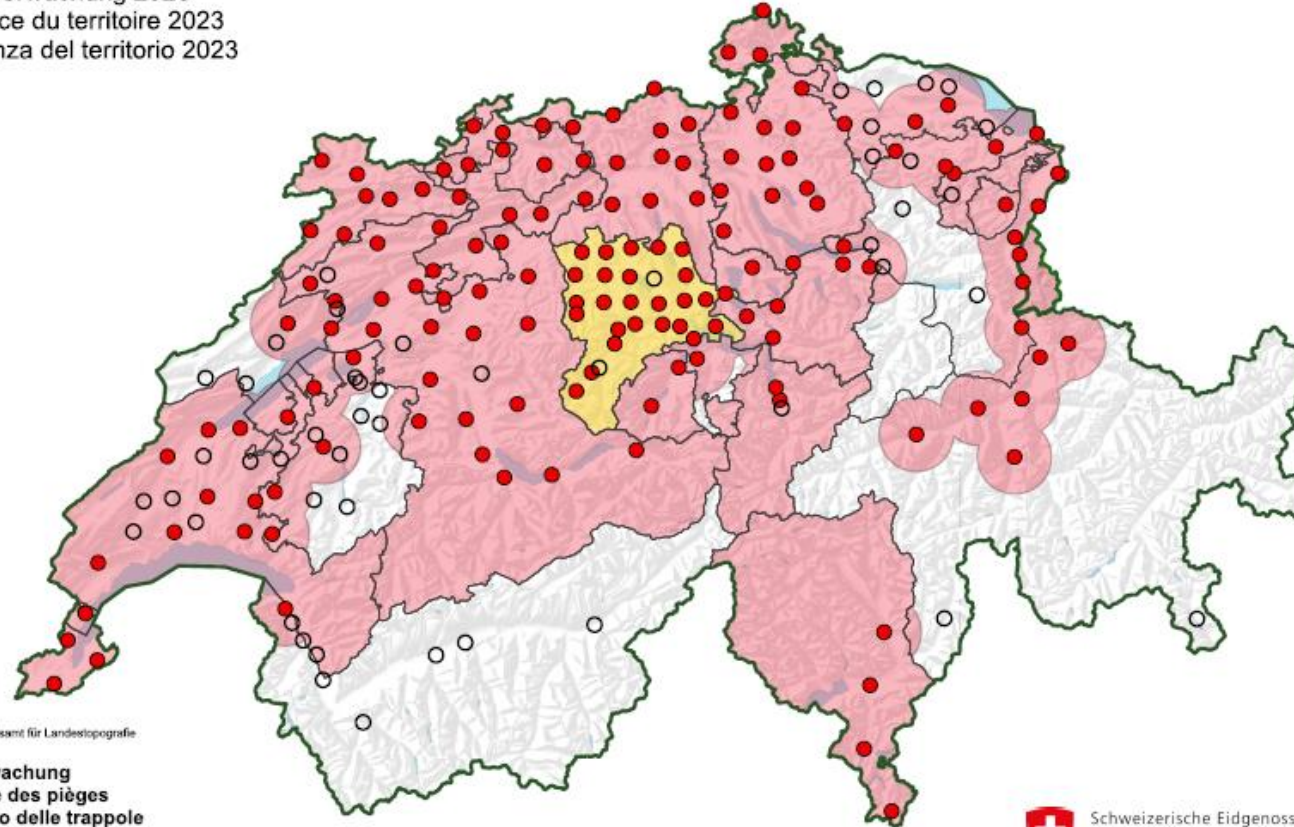 ce du territoire 2023
nza del territorio 2023
samt für Landestopografie
achung
des pièges
o delle trappole
Schweizerische Eidgenoss